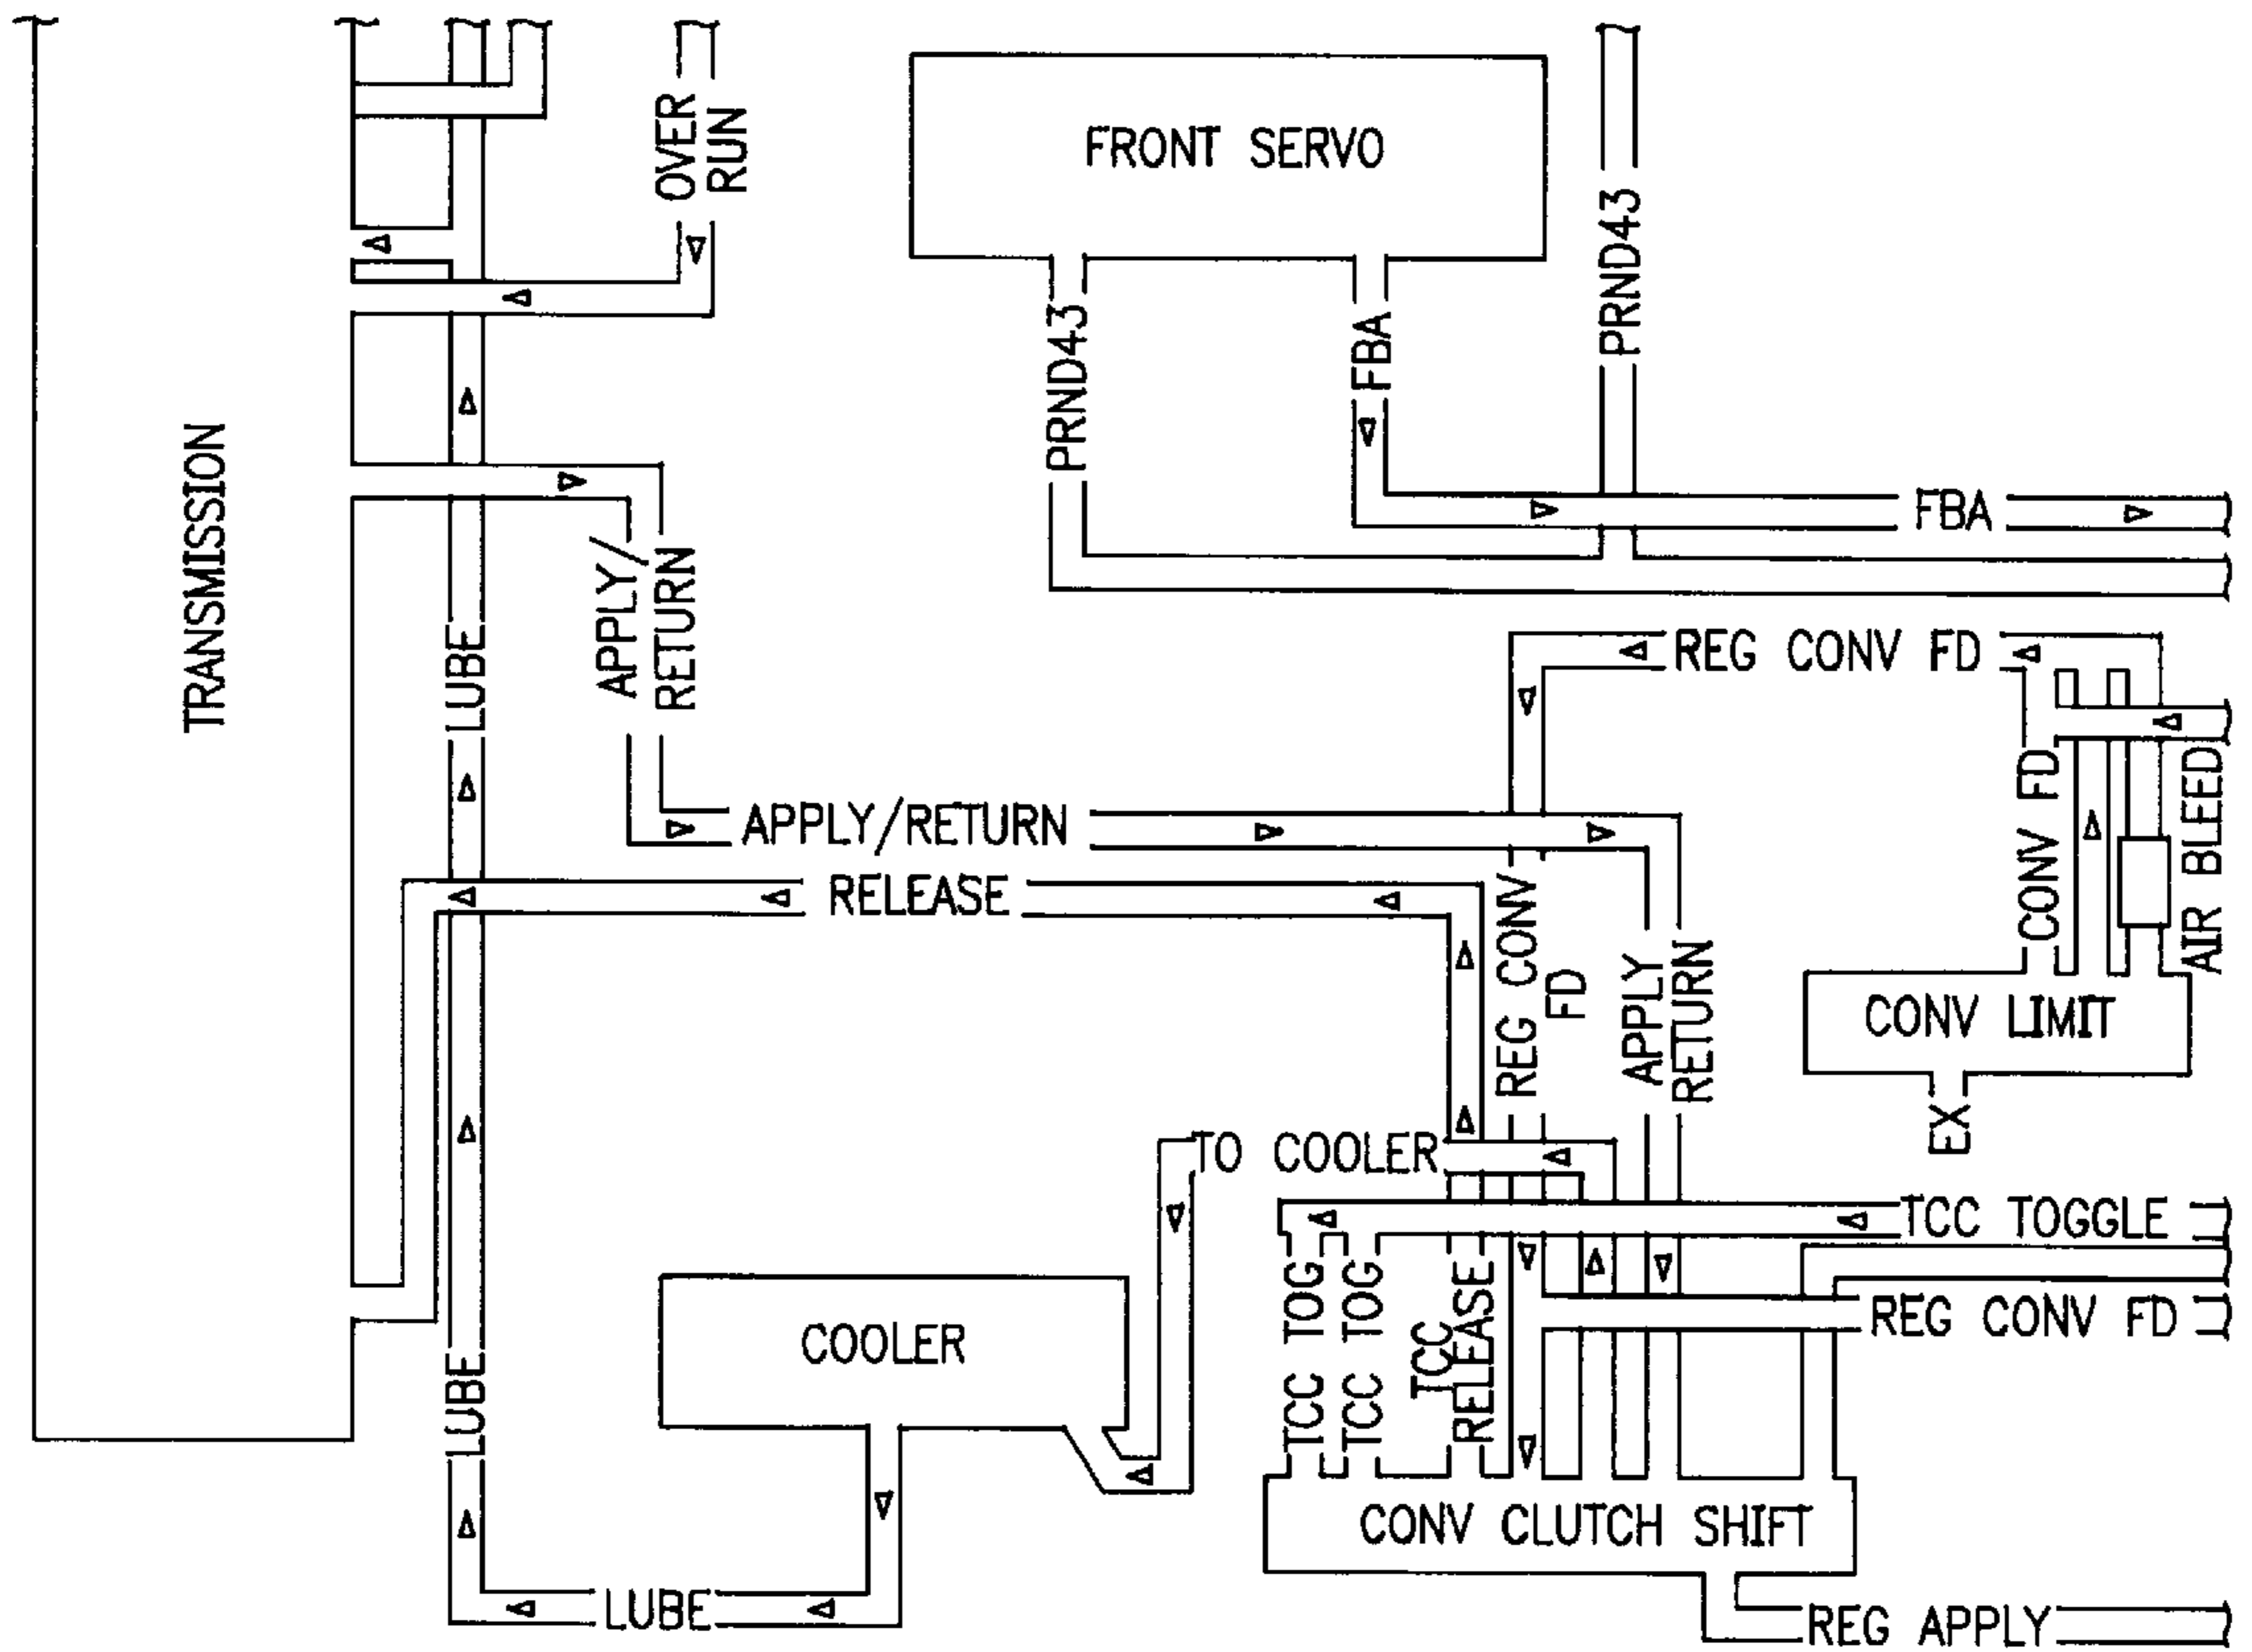 OVER
RUN
FRONT SERVO
PRND43
PRND43
FBA
FBA
TRANSMISSION
APPLY/
RETURN
LUBE
REG CONV FD
CONV FD
AIR BLEED
APPLY/RETURN
RELEASE
REG CONV
FD
APPLY
RETURN
CONV LIMIT
EX
TO COOLER
TCC TOGGLE
REG CONV FD
TCC TOG
TCC TOG
TCC
RELEASE
COOLER
LUBE
CONV CLUTCH SHIFT
LUBE
REG APPLY